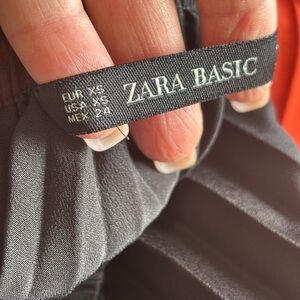 EUR XS
USA XS
MEX 24
ZARA BASIC